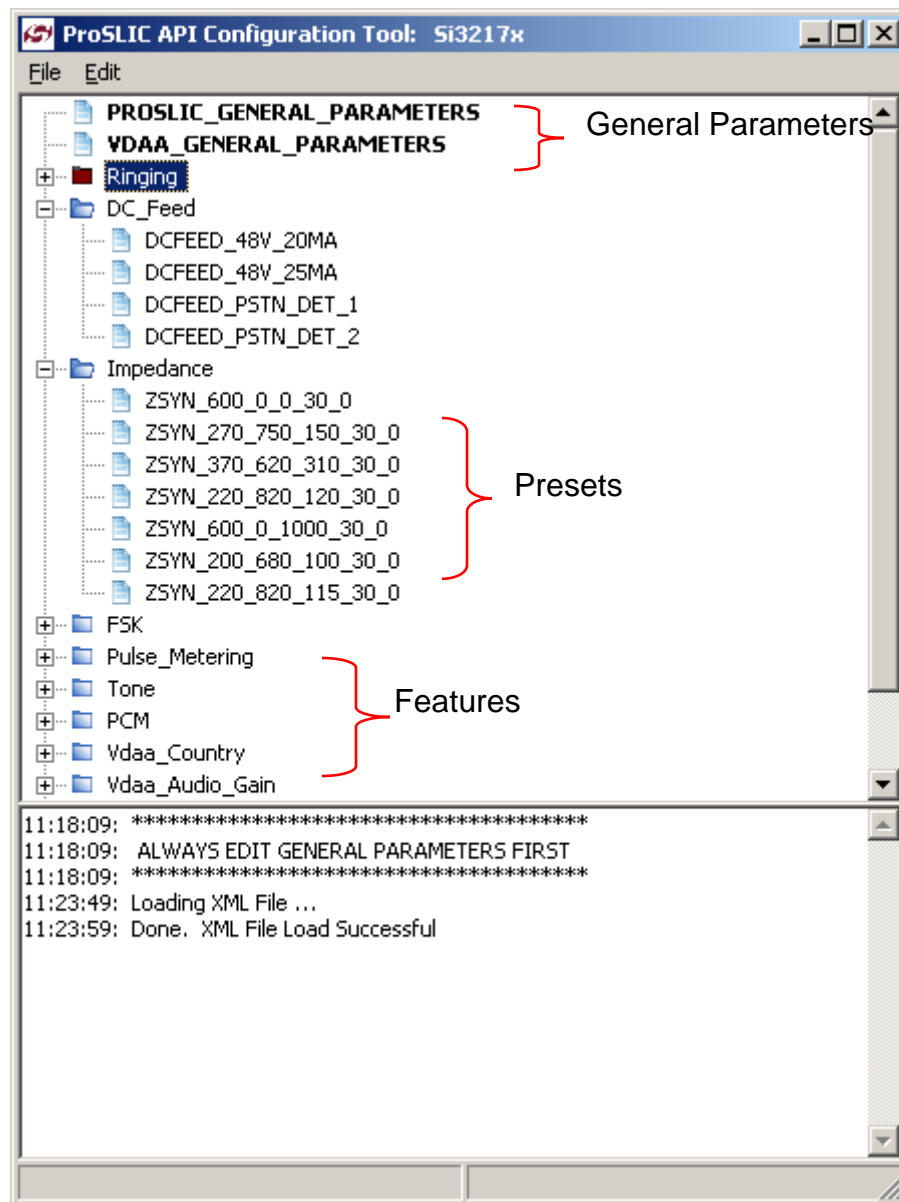 ProSLIC API Configuration Tool: Si3217x
File Edit
PROSLIC_GENERAL_PARAMETERS
VDAA_GENERAL_PARAMETERS
General Parameters
Ringing
DC_Feed
DCFEED_48V_20MA
DCFEED_48V_25MA
DCFEED_PSTN_DET_1
DCFEED_PSTN_DET_2
Impedance
ZSYN_600_0_0_30_0
ZSYN_270_750_150_30_0
ZSYN_370_620_310_30_0
ZSYN_220_820_120_30_0
Presets
ZSYN_600_0_1000_30_0
ZSYN_200_680_100_30_0
ZSYN_220_820_115_30_0
FSK
Pulse_Metering
Tone
Features
PCM
Vdaa_Country
Vdaa_Audio_Gain
11:18:09: **************************************
11:18:09: ALWAYS EDIT GENERAL PARAMETERS FIRST
11:18:09: **************************************
11:23:49: Loading XML File ...
11:23:59: Done. XML File Load Successful